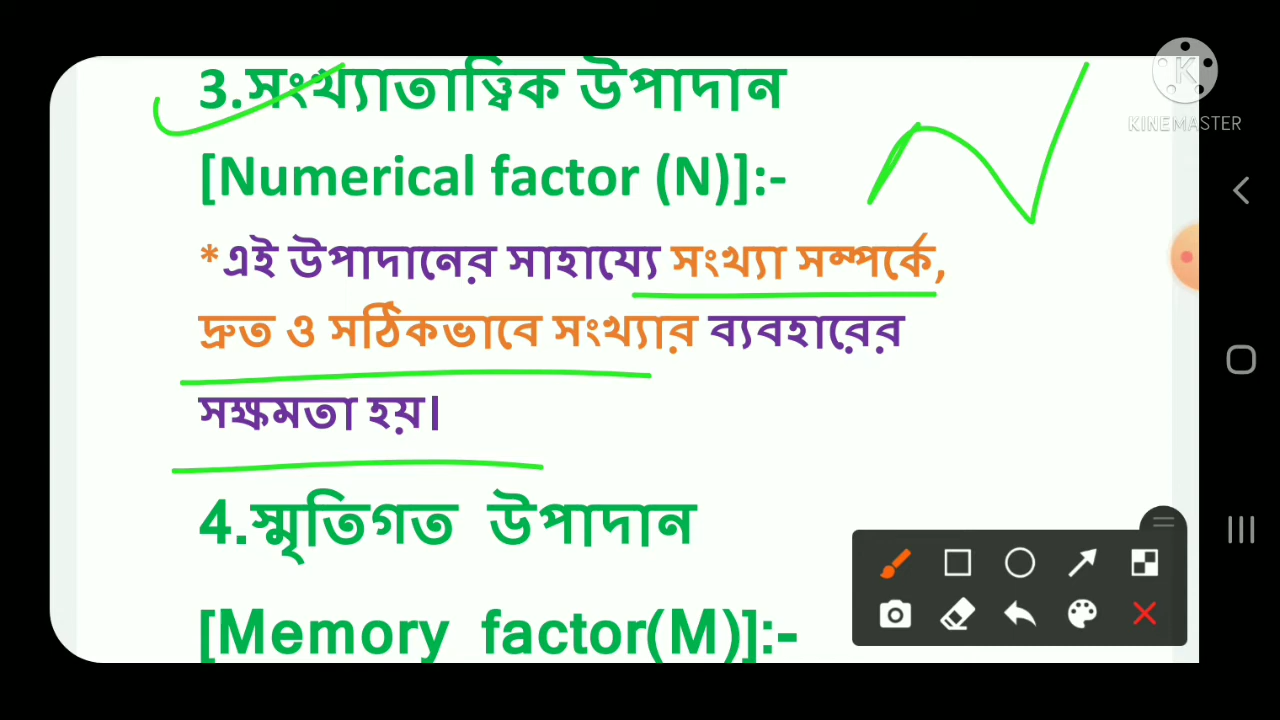 3.সংখ্যাতাত্ত্বিক উপাদান
[Numerical factor (N)]:-
*এই উপাদানের সাহায্যে সংখ্যা সম্পর্কে,
দ্রুত ও সঠিকভাবে সংখ্যার ব্যবহারের
সক্ষমতা হয়।
4.স্মৃতিগত উপাদান
[Memory factor(M)]:-
K
KINEMASTER